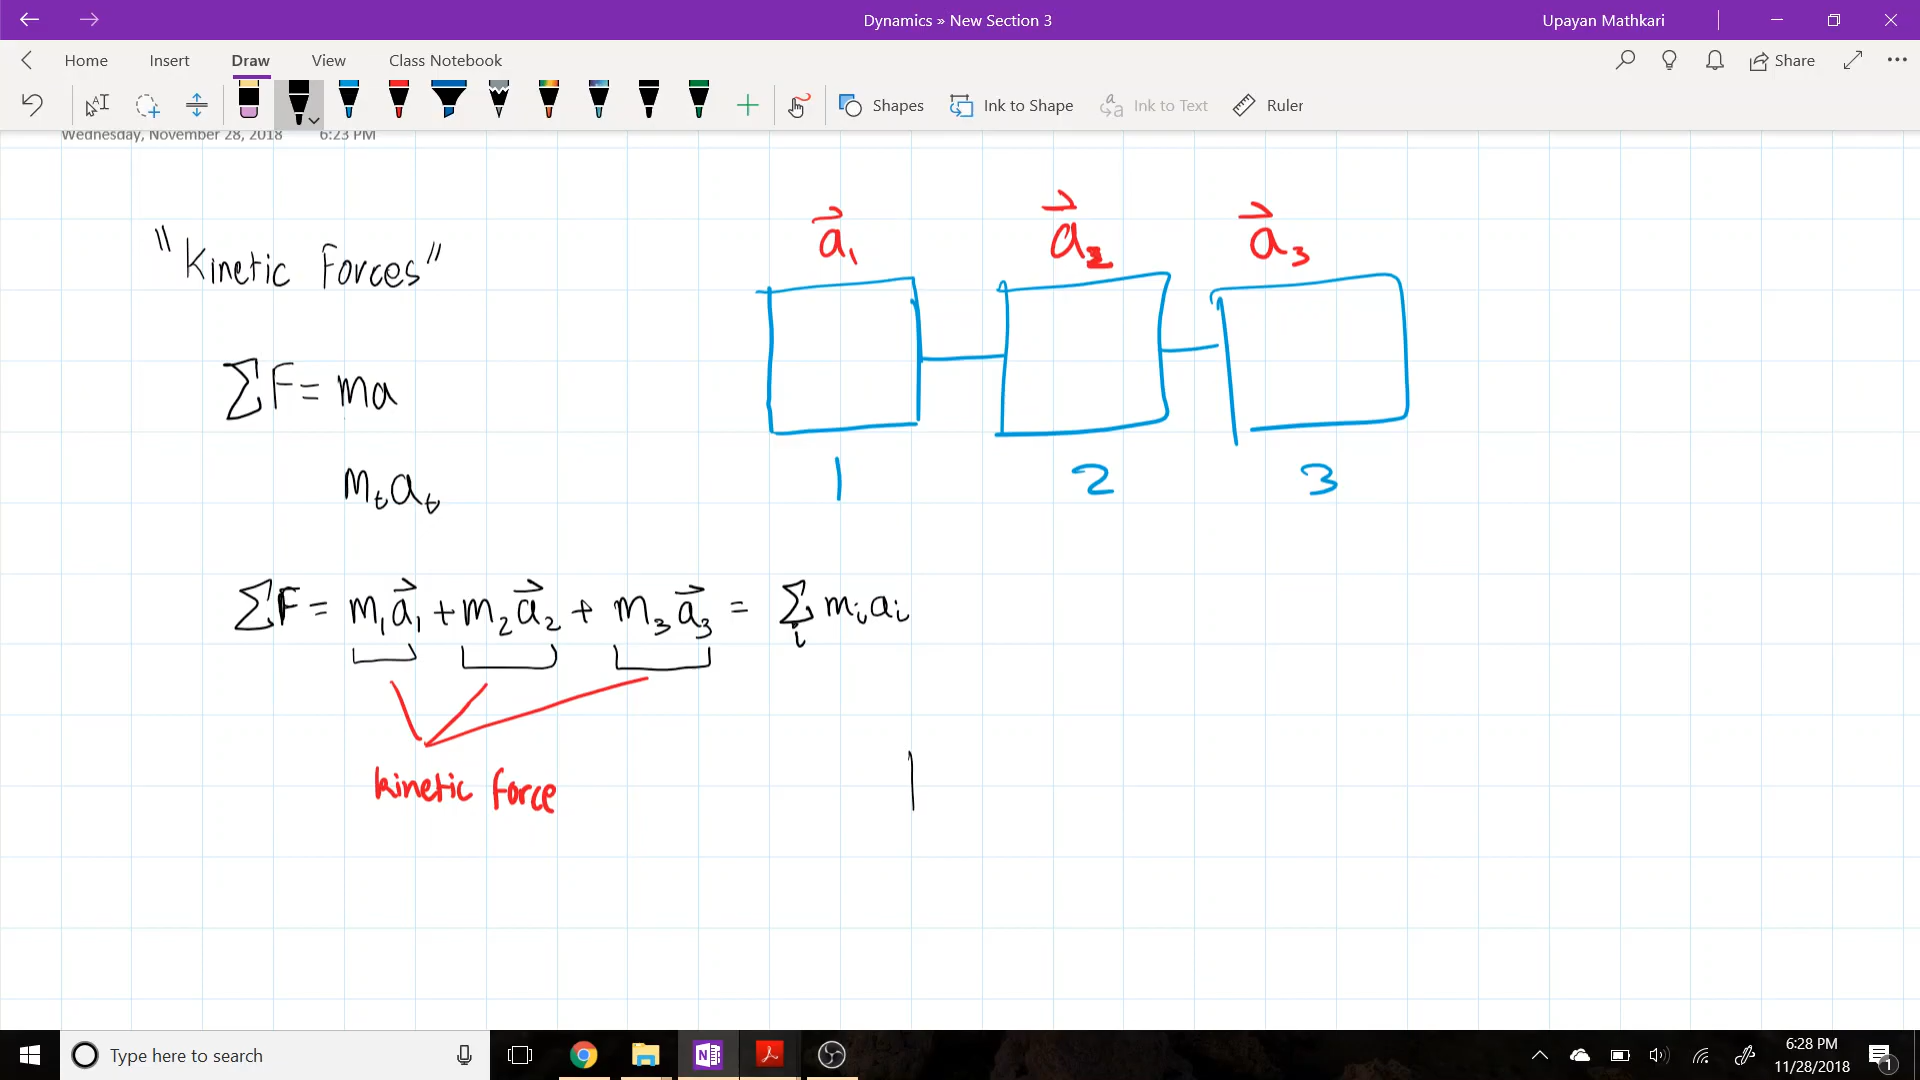 Dynamics » New Section 3
Upayan Mathkari
Home Insert Draw View Class Notebook
Share
Shapes Ink to Shape Ink to Text Ruler
Wednesday, November 28, 2018 6:23 PM
"Kinetic Forces"
a⃗₁ a⃗₂ a⃗₃
∑F = ma
1 2 3
mₜaₜ
∑F = m₁a⃗₁ + m₂a⃗₂ + m₃a⃗₃ = ∑ᵢ mᵢaᵢ
kinetic force
Type here to search
6:28 PM
11/28/2018
1